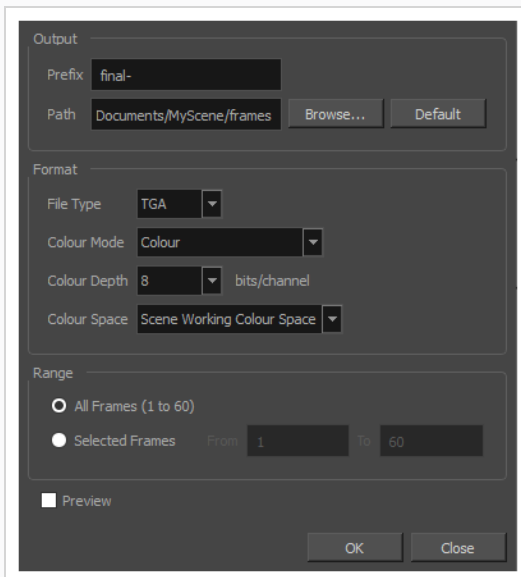 Output
Prefix final-
Path Documents/MyScene/frames Browse... Default
Format
File Type TGA
Colour Mode Colour
Colour Depth 8 bits/channel
Colour Space Scene Working Colour Space
Range
All Frames (1 to 60)
Selected Frames From 1 To 60
Preview
OK Close